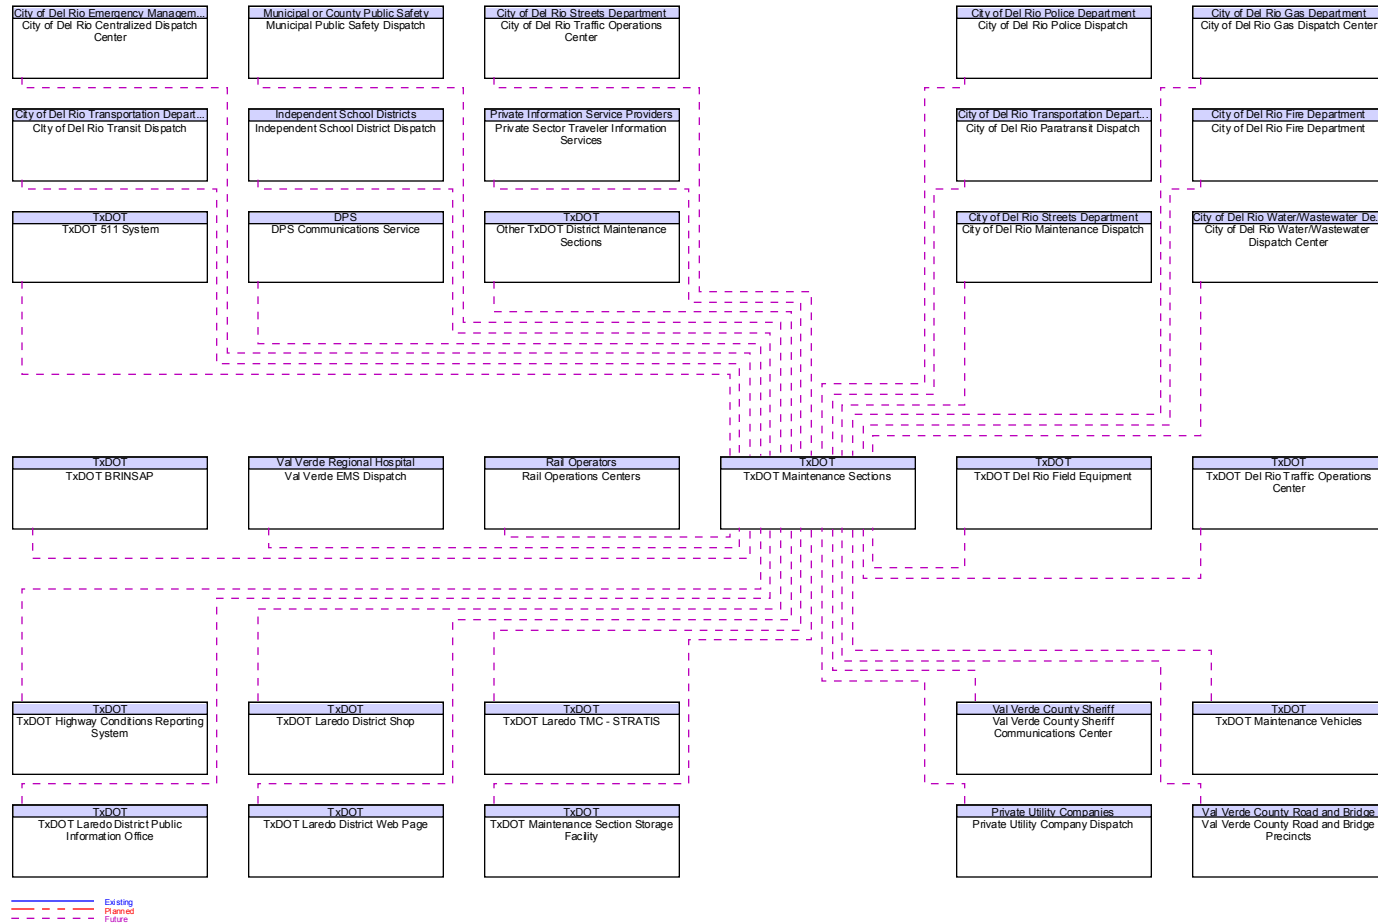 City of Del Rio Emergency Managem...
City of Del Rio Centralized Dispatch
Center
Municipal or County Public Safety
Municipal Public Safety Dispatch
City of Del Rio Streets Department
City of Del Rio Traffic Operations
Center
City of Del Rio Police Department
City of Del Rio Police Dispatch
City of Del Rio Gas Department
City of Del Rio Gas Dispatch Center
City of Del Rio Transportation Depart...
CIty of Del Rio Transit Dispatch
Independent School Districts
Independent School District Dispatch
Private Information Service Providers
Private Sector Traveler Information
Services
City of Del Rio Transportation Depart...
City of Del Rio Paratransit Dispatch
City of Del Rio Fire Department
City of Del Rio Fire Department
TxDOT
TxDOT 511 System
DPS
DPS Communications Service
TxDOT
Other TxDOT District Maintenance
Sections
City of Del Rio Streets Department
City of Del Rio Maintenance Dispatch
City of Del Rio Water/Wastewater De...
City of Del Rio Water/Wastewater
Dispatch Center
TxDOT
TxDOT BRINSAP
Val Verde Regional Hospital
Val Verde EMS Dispatch
Rail Operators
Rail Operations Centers
TxDOT
TxDOT Maintenance Sections
TxDOT
TxDOT Del Rio Field Equipment
TxDOT
TxDOT Del Rio Traffic Operations
Center
TxDOT
TxDOT Highway Conditions Reporting
System
TxDOT
TxDOT Laredo District Shop
TxDOT
TxDOT Laredo TMC - STRATIS
Val Verde County Sheriff
Val Verde County Sheriff
Communications Center
TxDOT
TxDOT Maintenance Vehicles
TxDOT
TxDOT Laredo District Public
Information Office
TxDOT
TxDOT Laredo District Web Page
TxDOT
TxDOT Maintenance Section Storage
Facility
Private Utility Companies
Private Utility Company Dispatch
Val Verde County Road and Bridge
Val Verde County Road and Bridge
Precincts
Existing
Planned
Future